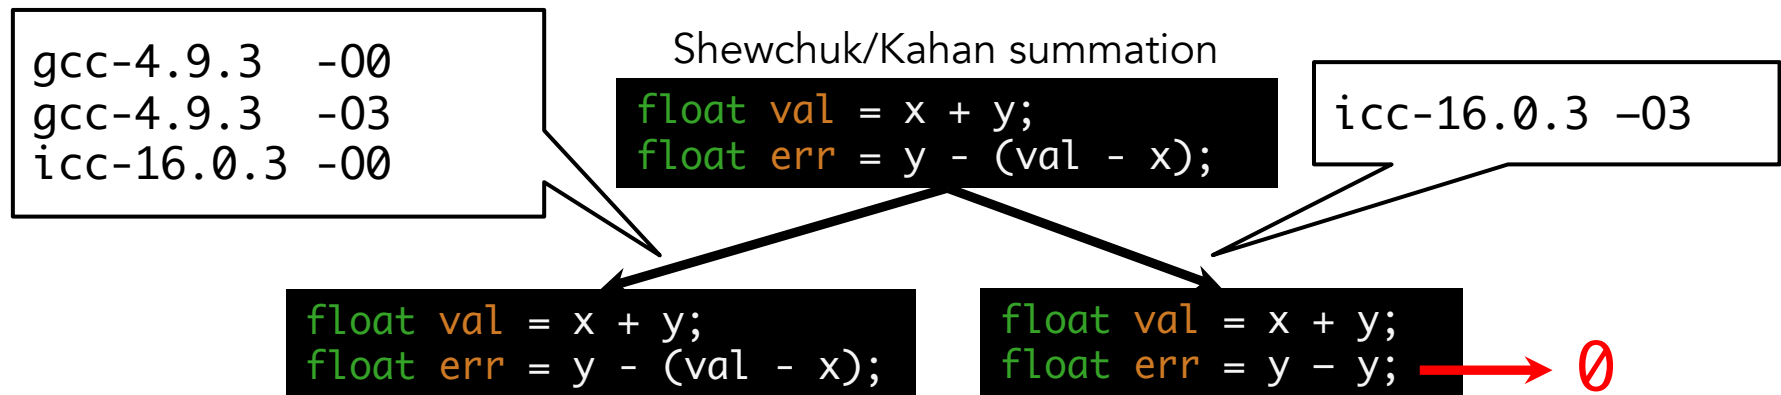 gcc-4.9.3  -O0
gcc-4.9.3  -O3
icc-16.0.3 -O0
Shewchuk/Kahan summation
float val = x + y;
float err = y - (val - x);
icc-16.0.3 –O3
float val = x + y;
float err = y - (val - x);
float val = x + y;
float err = y – y;
0